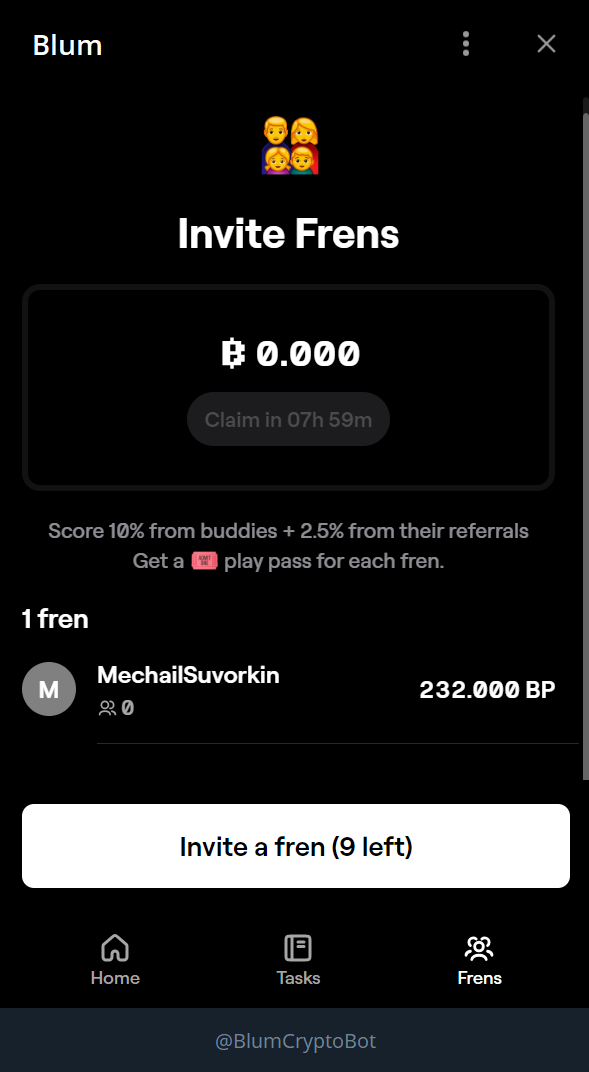 Blum
Invite Frens
0.000
Claim in 07h 59m
Score 10% from buddies + 2.5% from their referrals
Get a play pass for each fren.
1 fren
M
MechailSuvorkin
232.000 BP
0
Invite a fren (9 left)
Home
Tasks
Frens
@BlumCryptoBot